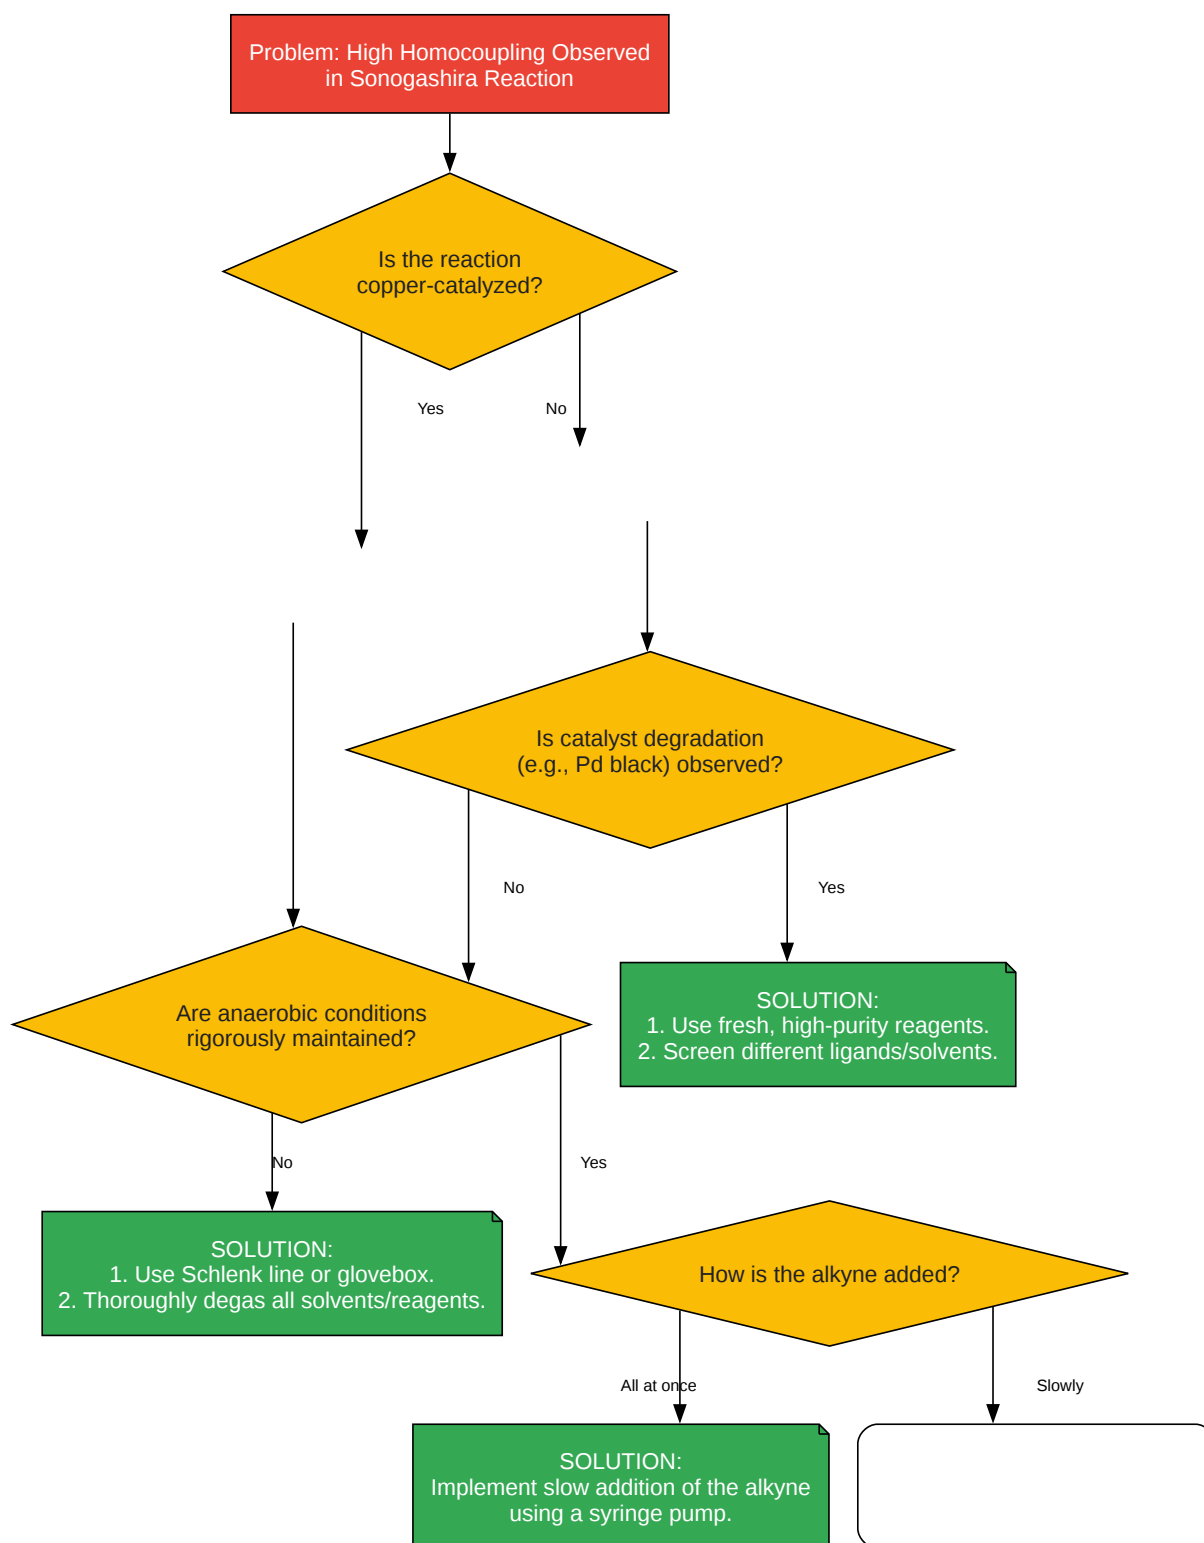 Problem: High Homocoupling Observed
in Sonogashira Reaction
Is the reaction
copper-catalyzed?
Yes
No
Is catalyst degradation
(e.g., Pd black) observed?
No
Yes
Are anaerobic conditions
rigorously maintained?
SOLUTION:
1. Use fresh, high-purity reagents.
2. Screen different ligands/solvents.
No
Yes
SOLUTION:
1. Use Schlenk line or glovebox.
2. Thoroughly degas all solvents/reagents.
How is the alkyne added?
All at once
Slowly
SOLUTION:
Implement slow addition of the alkyne
using a syringe pump.